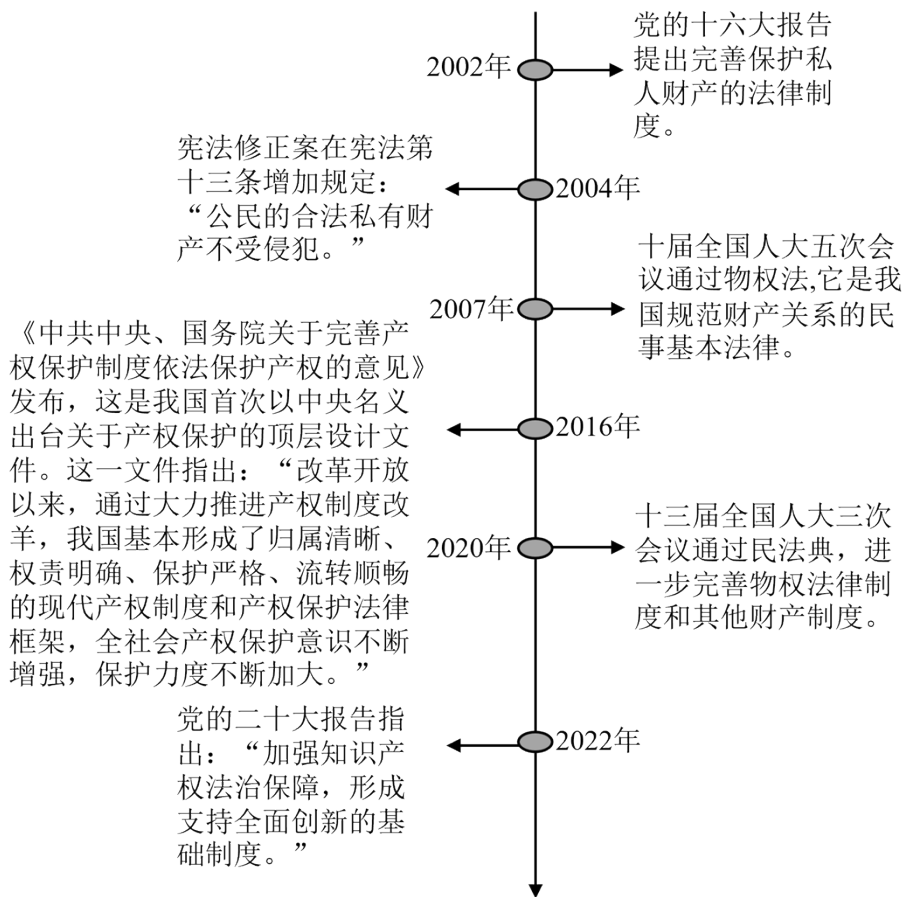 2002年
党的十六大报告
提出完善保护私
人财产的法律制
度。
宪法修正案在宪法第
十三条增加规定：
“公民的合法私有财
产不受侵犯。”
2004年
2007年
十届全国人大五次会
议通过物权法,它是我
国规范财产关系的民
事基本法律。
《中共中央、国务院关于完善产
权保护制度依法保护产权的意见》
发布，这是我国首次以中央名义
出台关于产权保护的顶层设计文
件。这一文件指出：“改革开放
以来，通过大力推进产权制度改
羊，我国基本形成了归属清晰、
权责明确、保护严格、流转顺畅
的现代产权制度和产权保护法律
框架，全社会产权保护意识不断
增强，保护力度不断加大。”
2016年
2020年
十三届全国人大三次
会议通过民法典，进
一步完善物权法律制
度和其他财产制度。
党的二十大报告指
出：“加强知识产
权法治保障，形成
支持全面创新的基
础制度。”
2022年